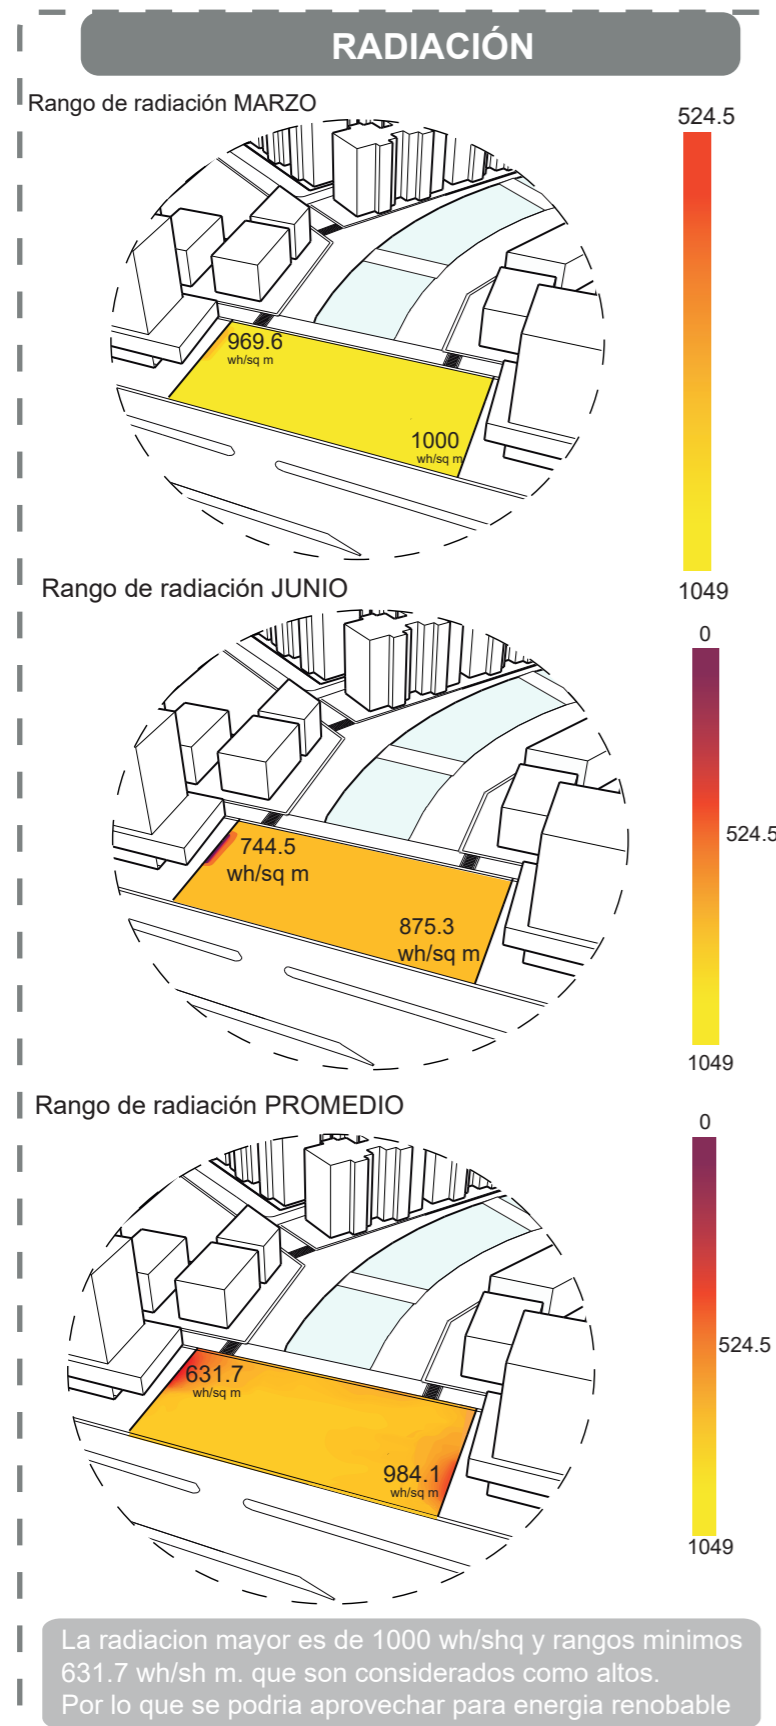 RADIACIÓN
Rango de radiación MARZO
524.5
969.6
wh/sq m
1000
wh/sq m
1049
Rango de radiación JUNIO
0
744.5
wh/sq m
524.5
875.3
wh/sq m
1049
Rango de radiación PROMEDIO
0
524.5
631.7
wh/sq m
984.1
wh/sq m
1049
La radiacion mayor es de 1000 wh/shq y rangos minimos
631.7 wh/sh m. que son considerados como altos.
Por lo que se podria aprovechar para energia renobable